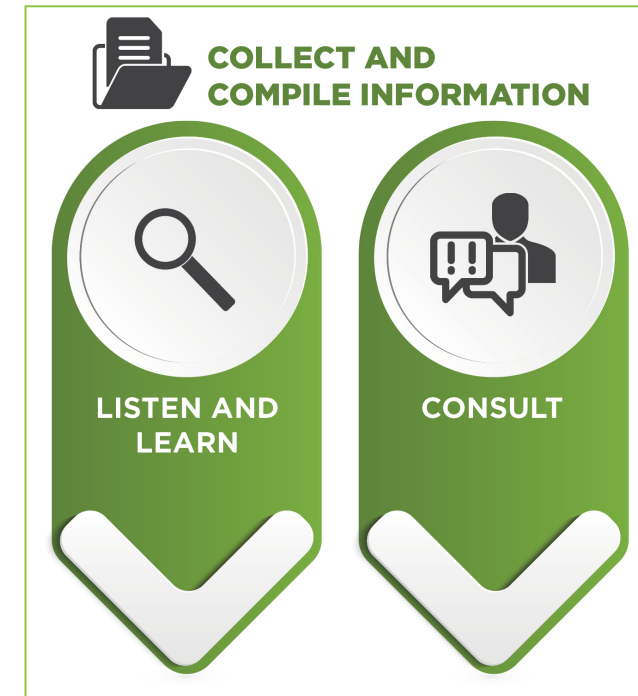 COLLECT AND
COMPILE INFORMATION
!!
LISTEN AND
LEARN
CONSULT